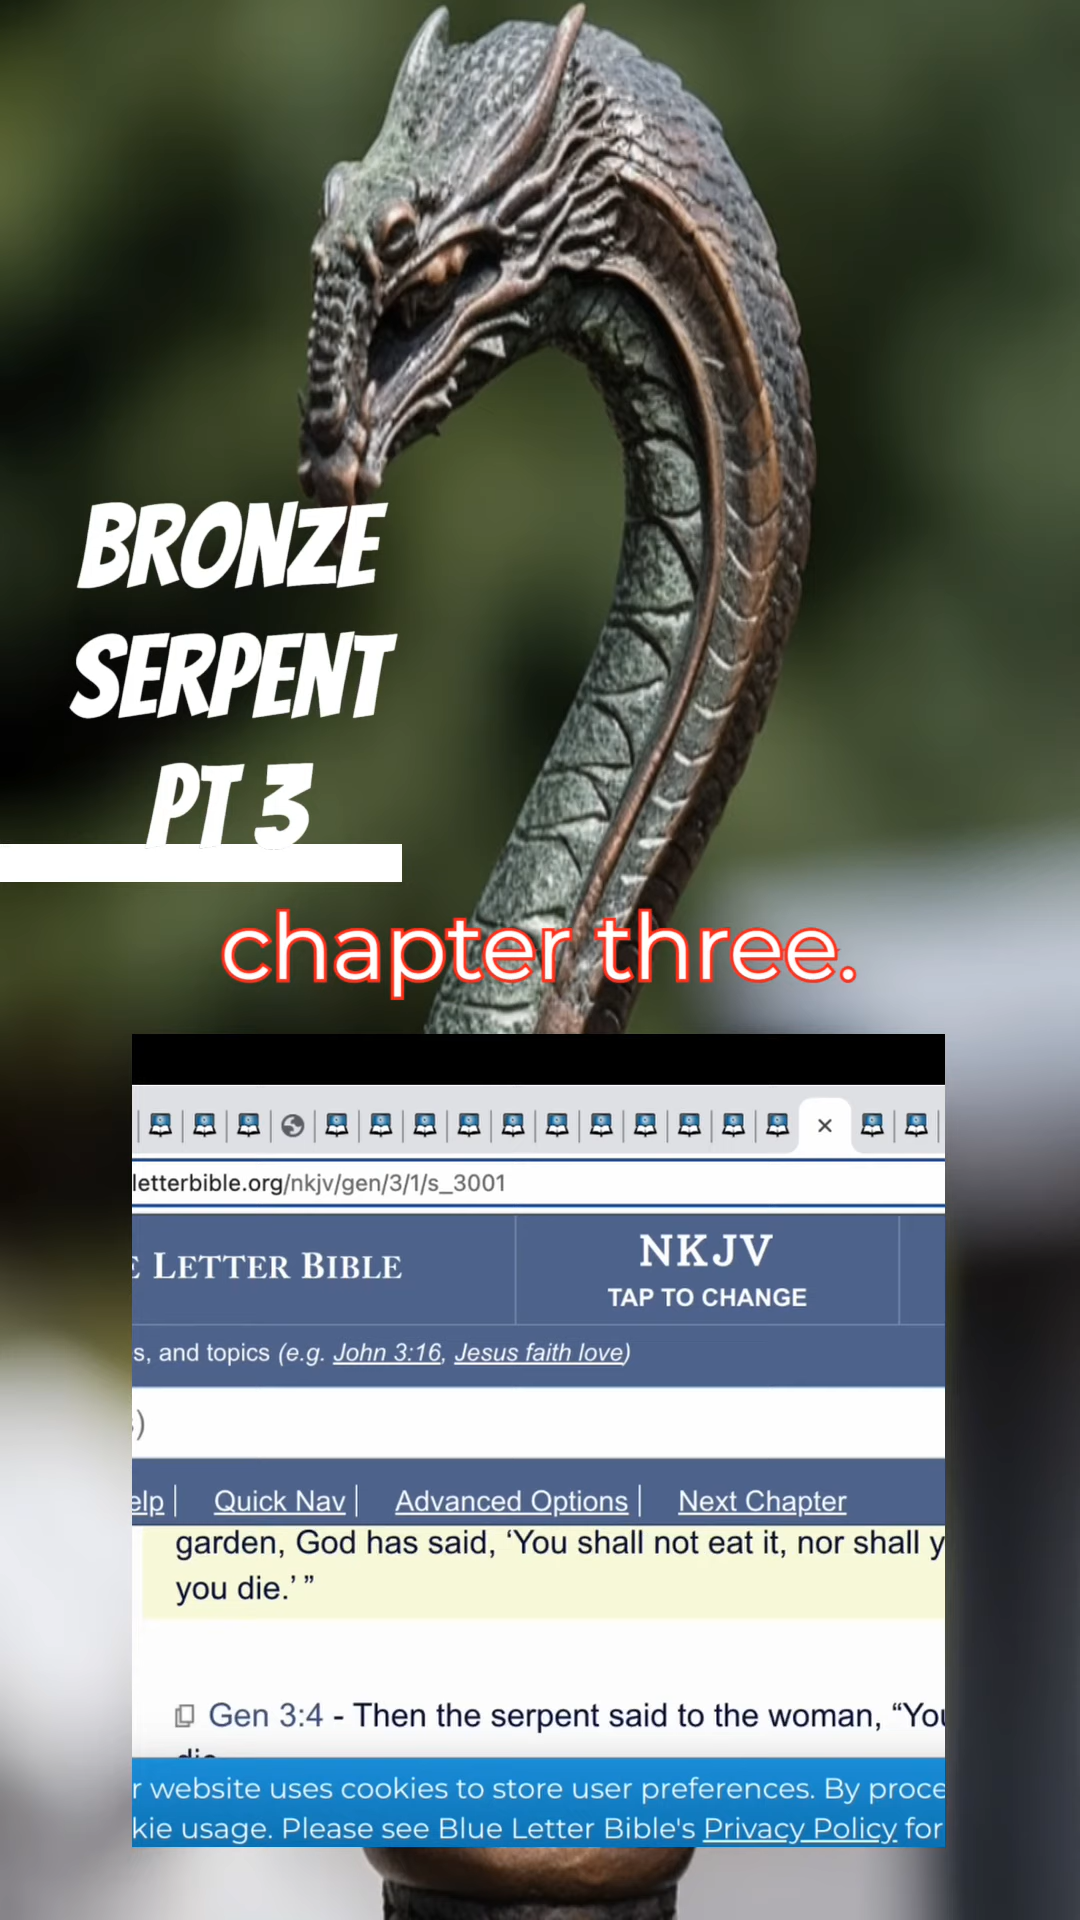 BRONZE
SERPENT
PT 3
chapter three.
letterbible.org/nkjv/gen/3/1/s_3001
LETTER BIBLE
NKJV
TAP TO CHANGE
s, and topics (e.g. John 3:16, Jesus faith love)
s)
elp | Quick Nav | Advanced Options | Next Chapter
garden, God has said, ‘You shall not eat it, nor shall y
you die.’ ”
Gen 3:4 - Then the serpent said to the woman, “You
die
r website uses cookies to store user preferences. By proce
kie usage. Please see Blue Letter Bible's Privacy Policy for